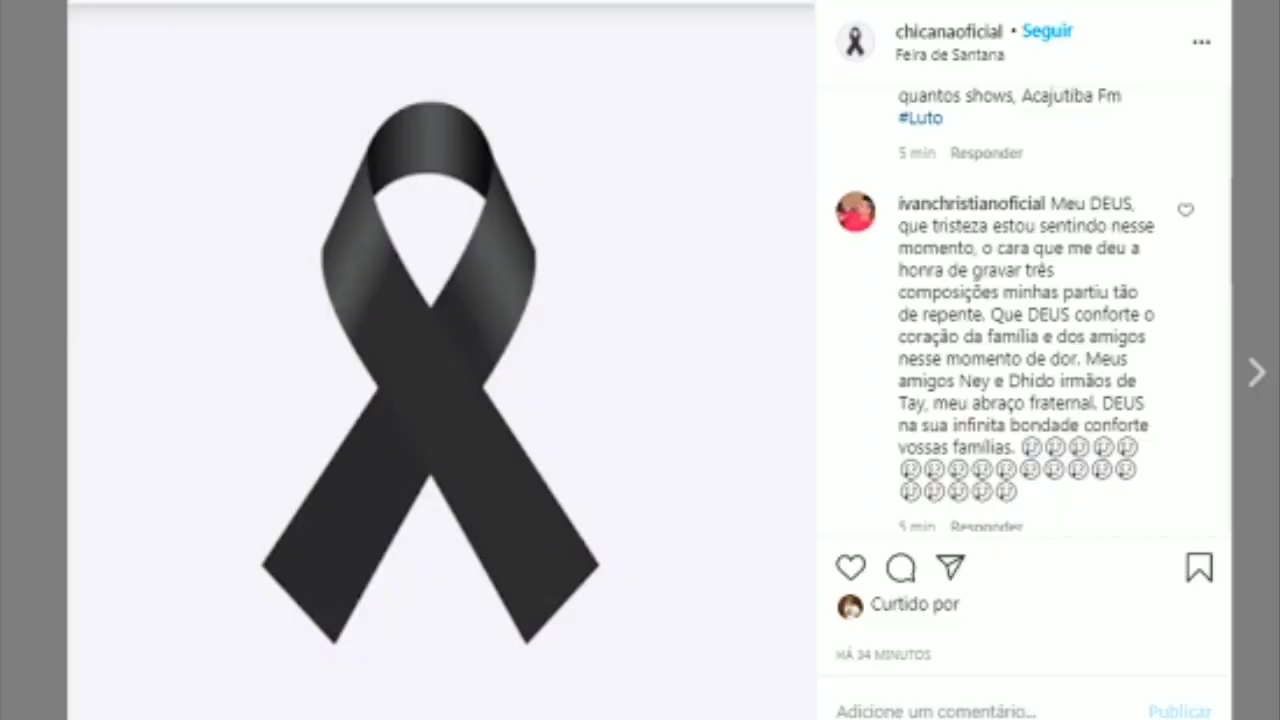 chicanaoficial • Seguir
Feira de Santana
quantos shows, Acajutiba Fm
#Luto
5 min Responder
ivanchristianoficial Meu DEUS,
que tristeza estou sentindo nesse
momento, o cara que me deu a
honra de gravar três
composições minhas partiu tão
de repente. Que DEUS conforte o
coração da família e dos amigos
nesse momento de dor. Meus
amigos Ney e Dhido irmãos de
Tay, meu abraço fraternal. DEUS
na sua infinita bondade conforte
vossas famílias.
5 min Responder
Curtido por
HÁ 34 MINUTOS
Adicione um comentário... Publicar